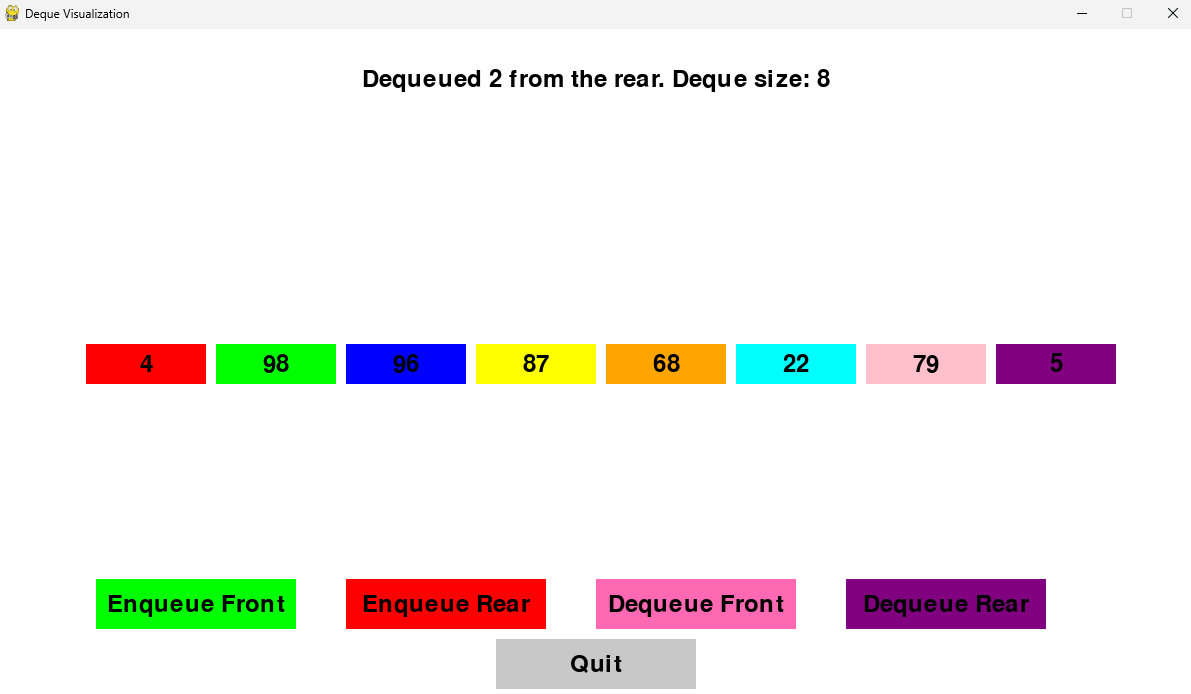 Deque Visualization
Dequeued 2 from the rear. Deque size: 8
4 98 96 87 68 22 79 5
Enqueue Front Enqueue Rear Dequeue Front Dequeue Rear
Quit